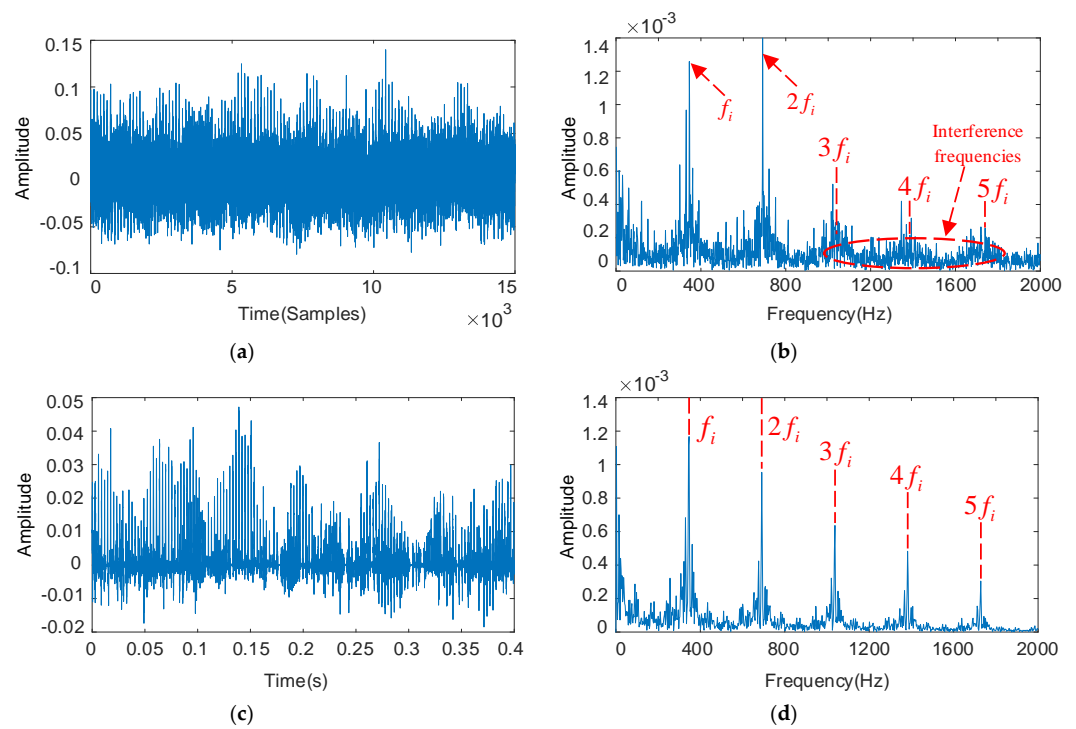 0.15
0.1
0.05
0
-0.05
-0.1
Amplitude
0 5 10 15
Time(Samples) ×10³
(a)
×10⁻³
1.4
1.2
1
0.8
0.6
0.4
0.2
0
Amplitude
f_i
2f_i
3f_i
4f_i
5f_i
Interference
frequencies
0 400 800 1200 1600 2000
Frequency(Hz)
(b)
0.05
0.04
0.03
0.02
0.01
0
-0.01
-0.02
Amplitude
0 0.05 0.1 0.15 0.2 0.25 0.3 0.35 0.4
Time(s)
(c)
×10⁻³
1.4
1.2
1
0.8
0.6
0.4
0.2
0
Amplitude
f_i
2f_i
3f_i
4f_i
5f_i
400 800 1200 1600 2000
Frequency(Hz)
(d)